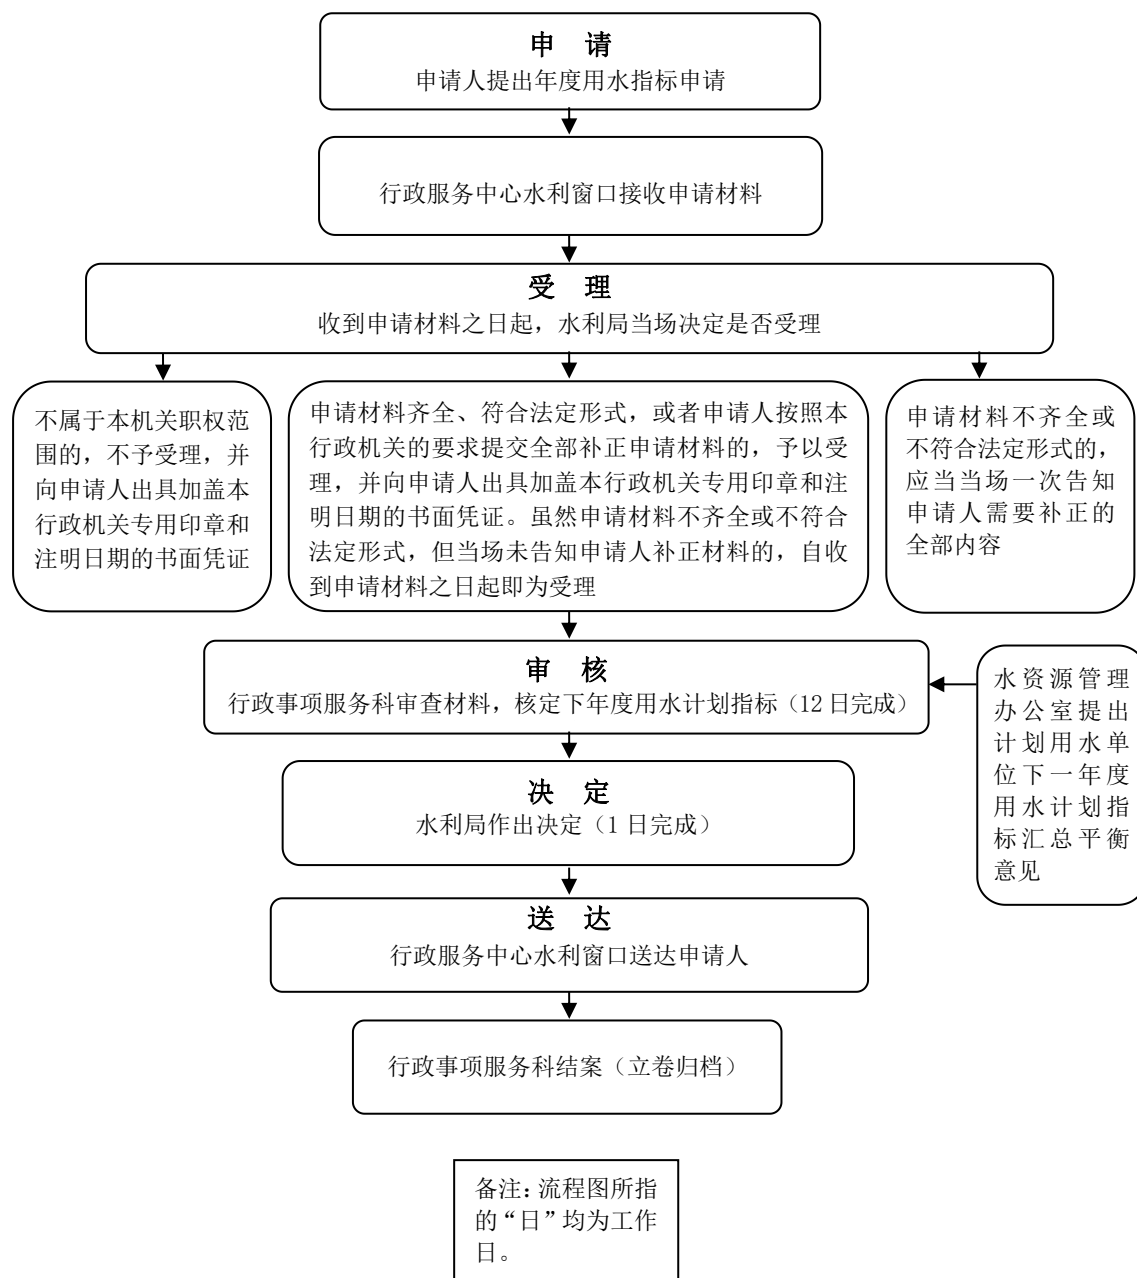 申 请
申请人提出年度用水指标申请
行政服务中心水利窗口接收申请材料
受 理
收到申请材料之日起，水利局当场决定是否受理
不属于本机关职权范
围的，不予受理，并
向申请人出具加盖本
行政机关专用印章和
注明日期的书面凭证
申请材料齐全、符合法定形式，或者申请人按照本
行政机关的要求提交全部补正申请材料的，予以受
理，并向申请人出具加盖本行政机关专用印章和注
明日期的书面凭证。虽然申请材料不齐全或不符合
法定形式，但当场未告知申请人补正材料的，自收
到申请材料之日起即为受理
申请材料不齐全或
不符合法定形式的，
应当当场一次告知
申请人需要补正的
全部内容
审 核
行政事项服务科审查材料，核定下年度用水计划指标（12日完成）
水资源管理
办公室提出
计划用水单
位下一年度
用水计划指
标汇总平衡
意见
决 定
水利局作出决定（1日完成）
送 达
行政服务中心水利窗口送达申请人
行政事项服务科结案（立卷归档）
备注：流程图所指
的“日”均为工作
日。